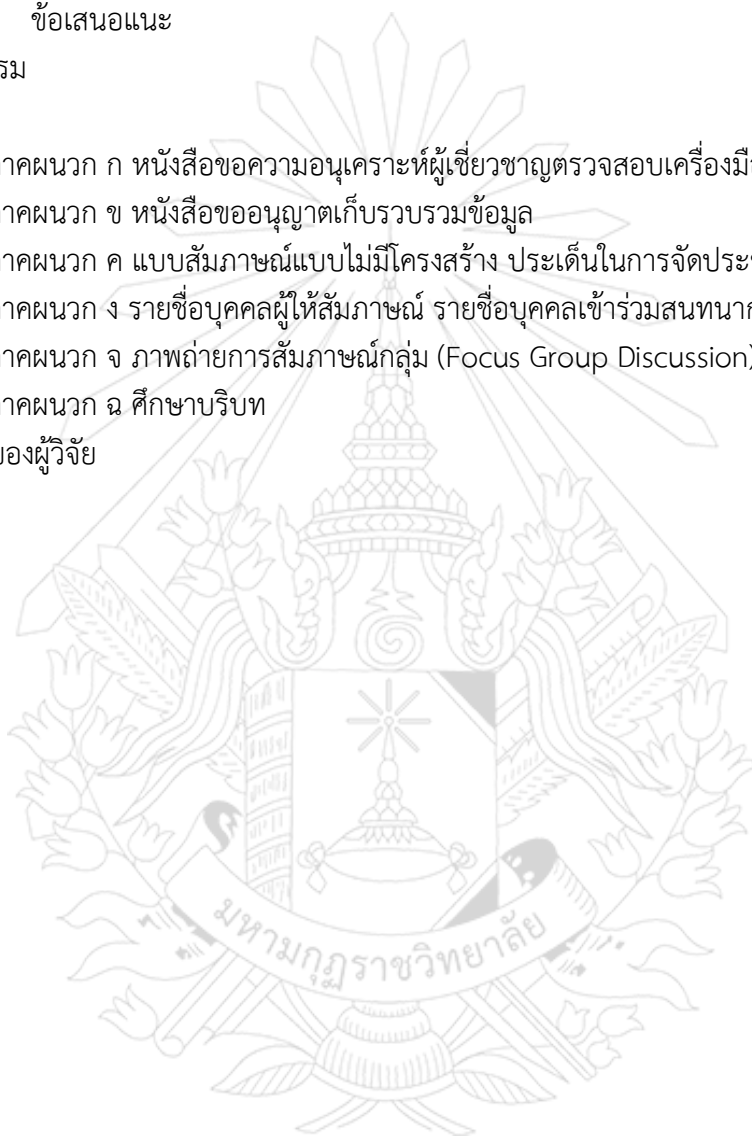 ข้อเสนอแนะ
รม
าคผนวก ก หนังสือขอความอนุเคราะห์ผู้เชี่ยวชาญตรวจสอบเครื่องมือ
าคผนวก ข หนังสือขออนุญาตเก็บรวบรวมข้อมูล
าคผนวก ค แบบสัมภาษณ์แบบไม่มีโครงสร้าง ประเด็นในการจัดประช
าคผนวก ง รายชื่อบุคคลผู้ให้สัมภาษณ์ รายชื่อบุคคลเข้าร่วมสนทนาก
าคผนวก จ ภาพถ่ายการสัมภาษณ์กลุ่ม (Focus Group Discussion)
าคผนวก ฉ ศึกษาบริบท
ของผู้วิจัย
มหามกุฏราชวิทยาลัย